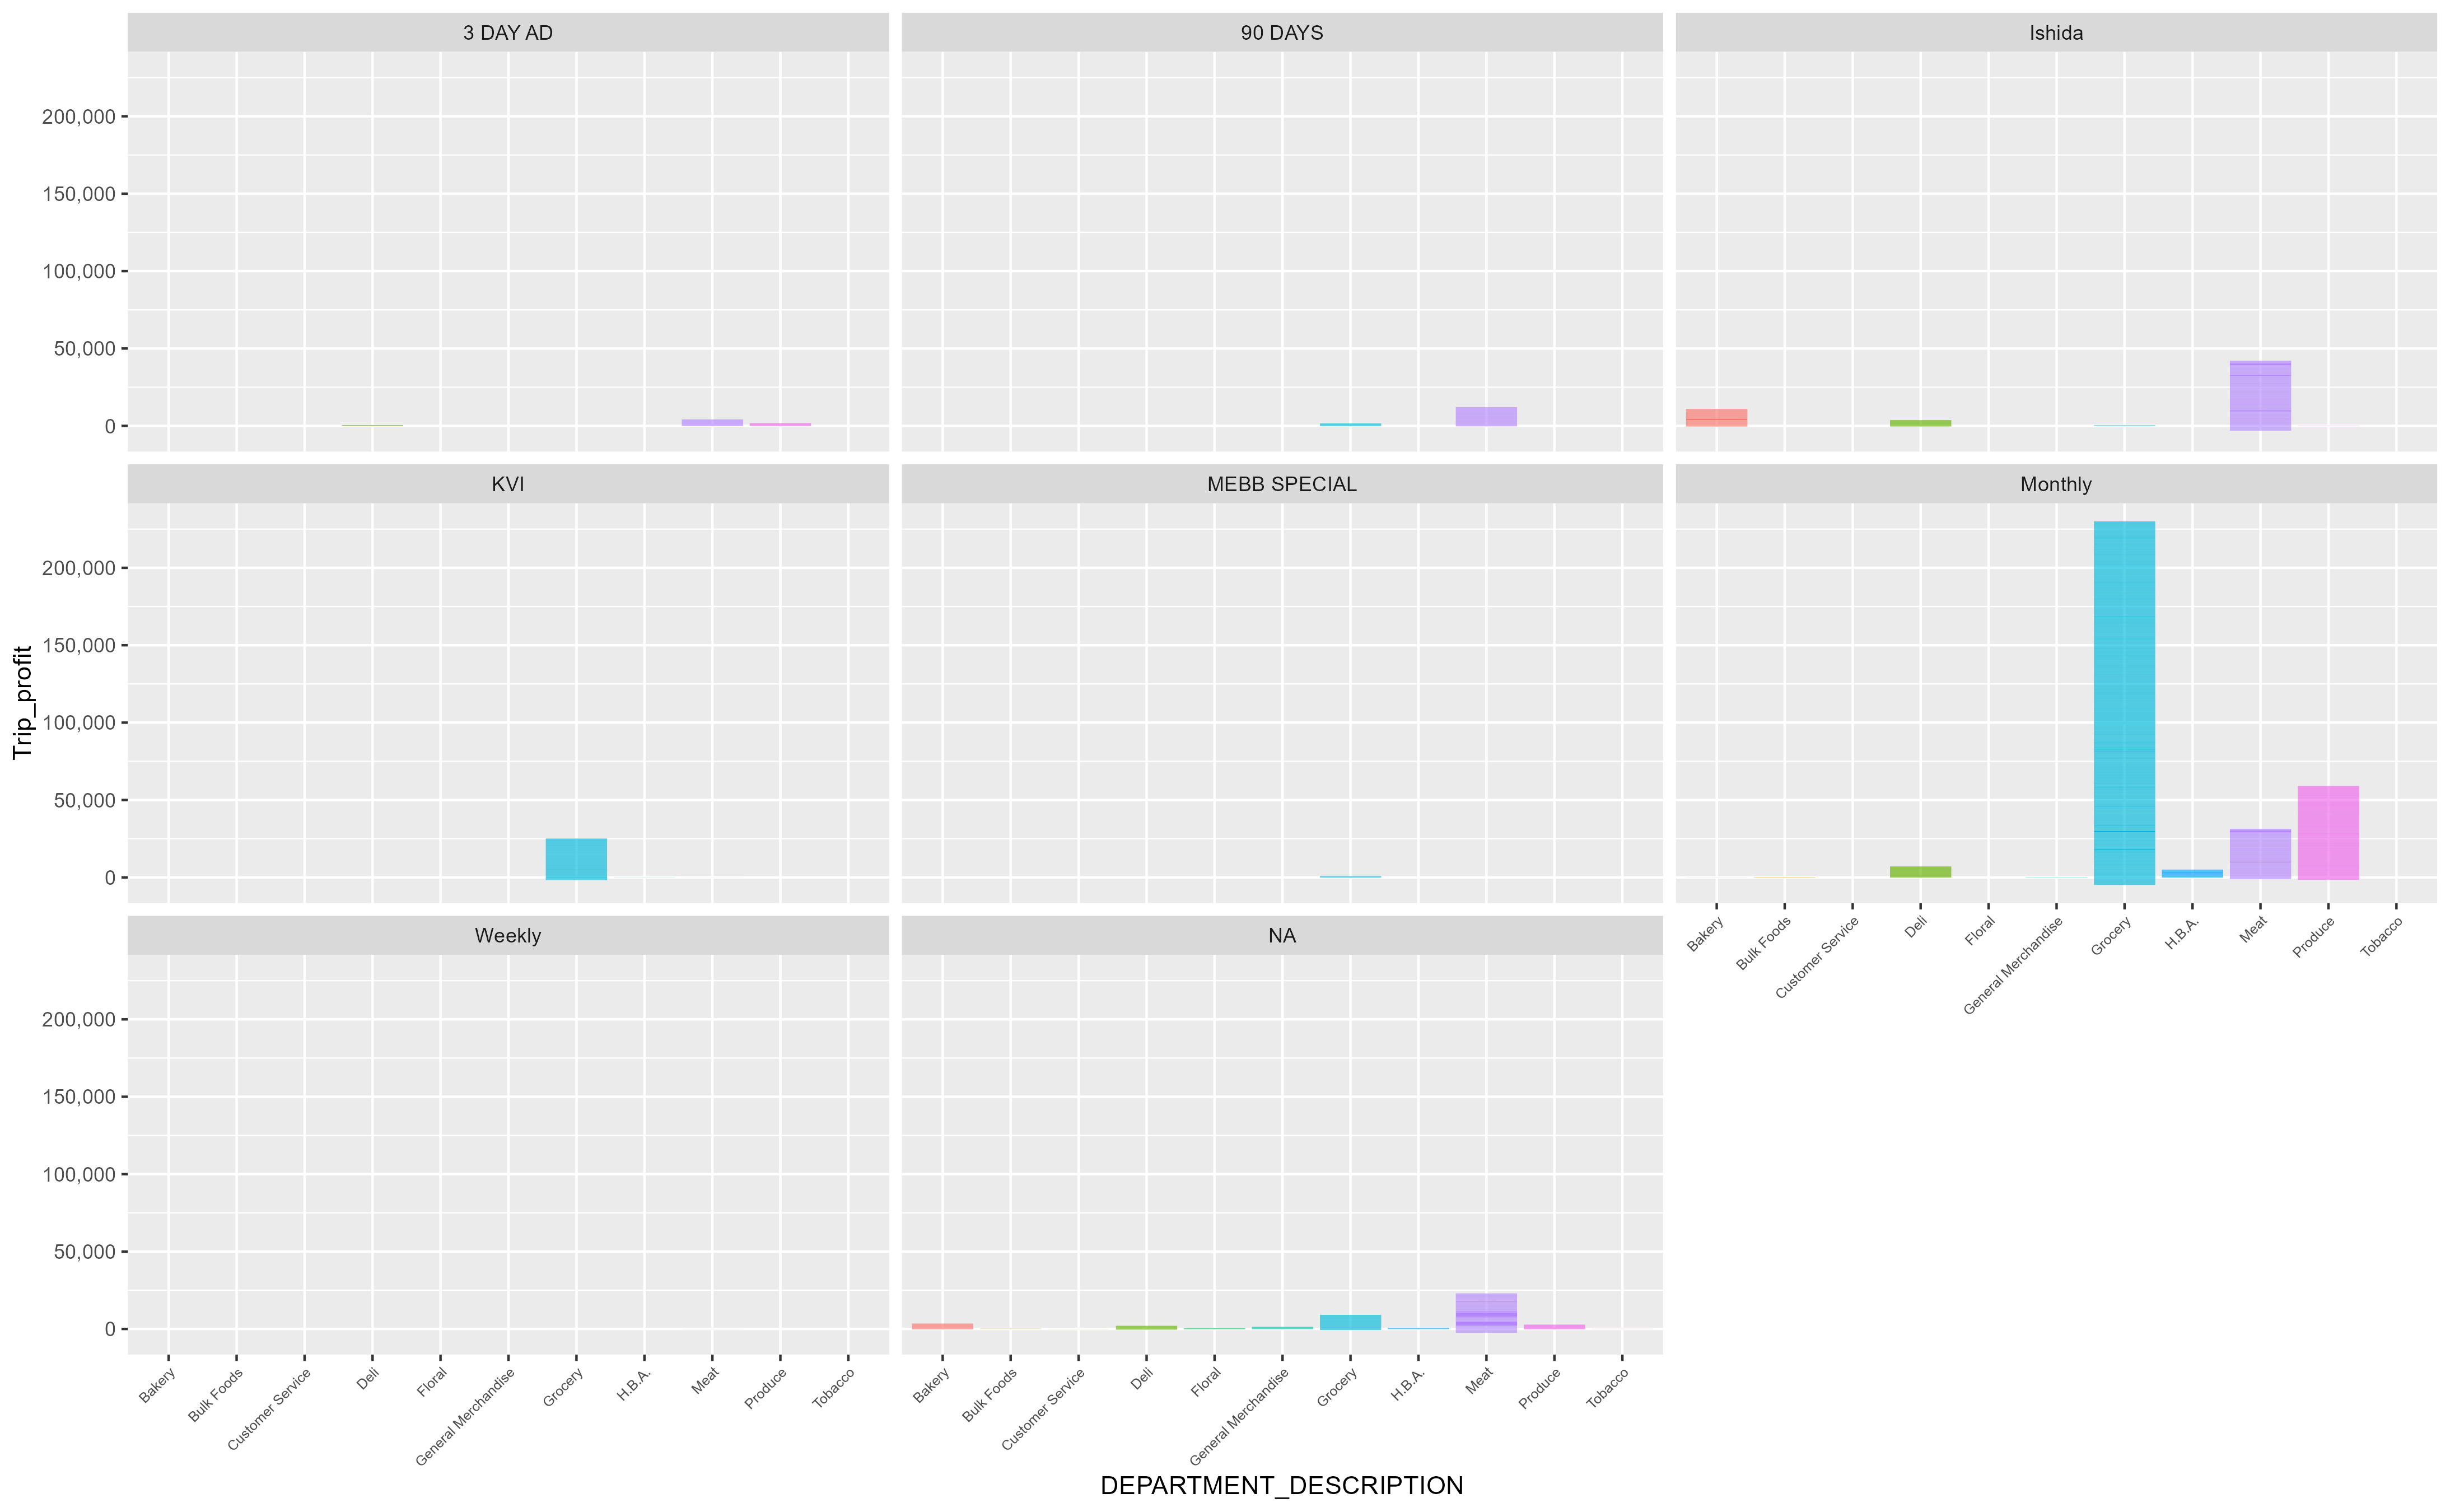 3 DAY AD
90 DAYS
Ishida
200,000
150,000
100,000
50,000
0
KVI
MEBB SPECIAL
Monthly
200,000
150,000
100,000
50,000
0
Trip_profit
Bakery
Bulk Foods
Customer Service
Deli
Floral
General Merchandise
Grocery
H.B.A.
Meat
Produce
Tobacco
Weekly
NA
200,000
150,000
100,000
50,000
0
Bakery
Bulk Foods
Customer Service
Deli
Floral
General Merchandise
Grocery
H.B.A.
Meat
Produce
Tobacco
Bakery
Bulk Foods
Customer Service
Deli
Floral
General Merchandise
Grocery
H.B.A.
Meat
Produce
Tobacco
DEPARTMENT_DESCRIPTION